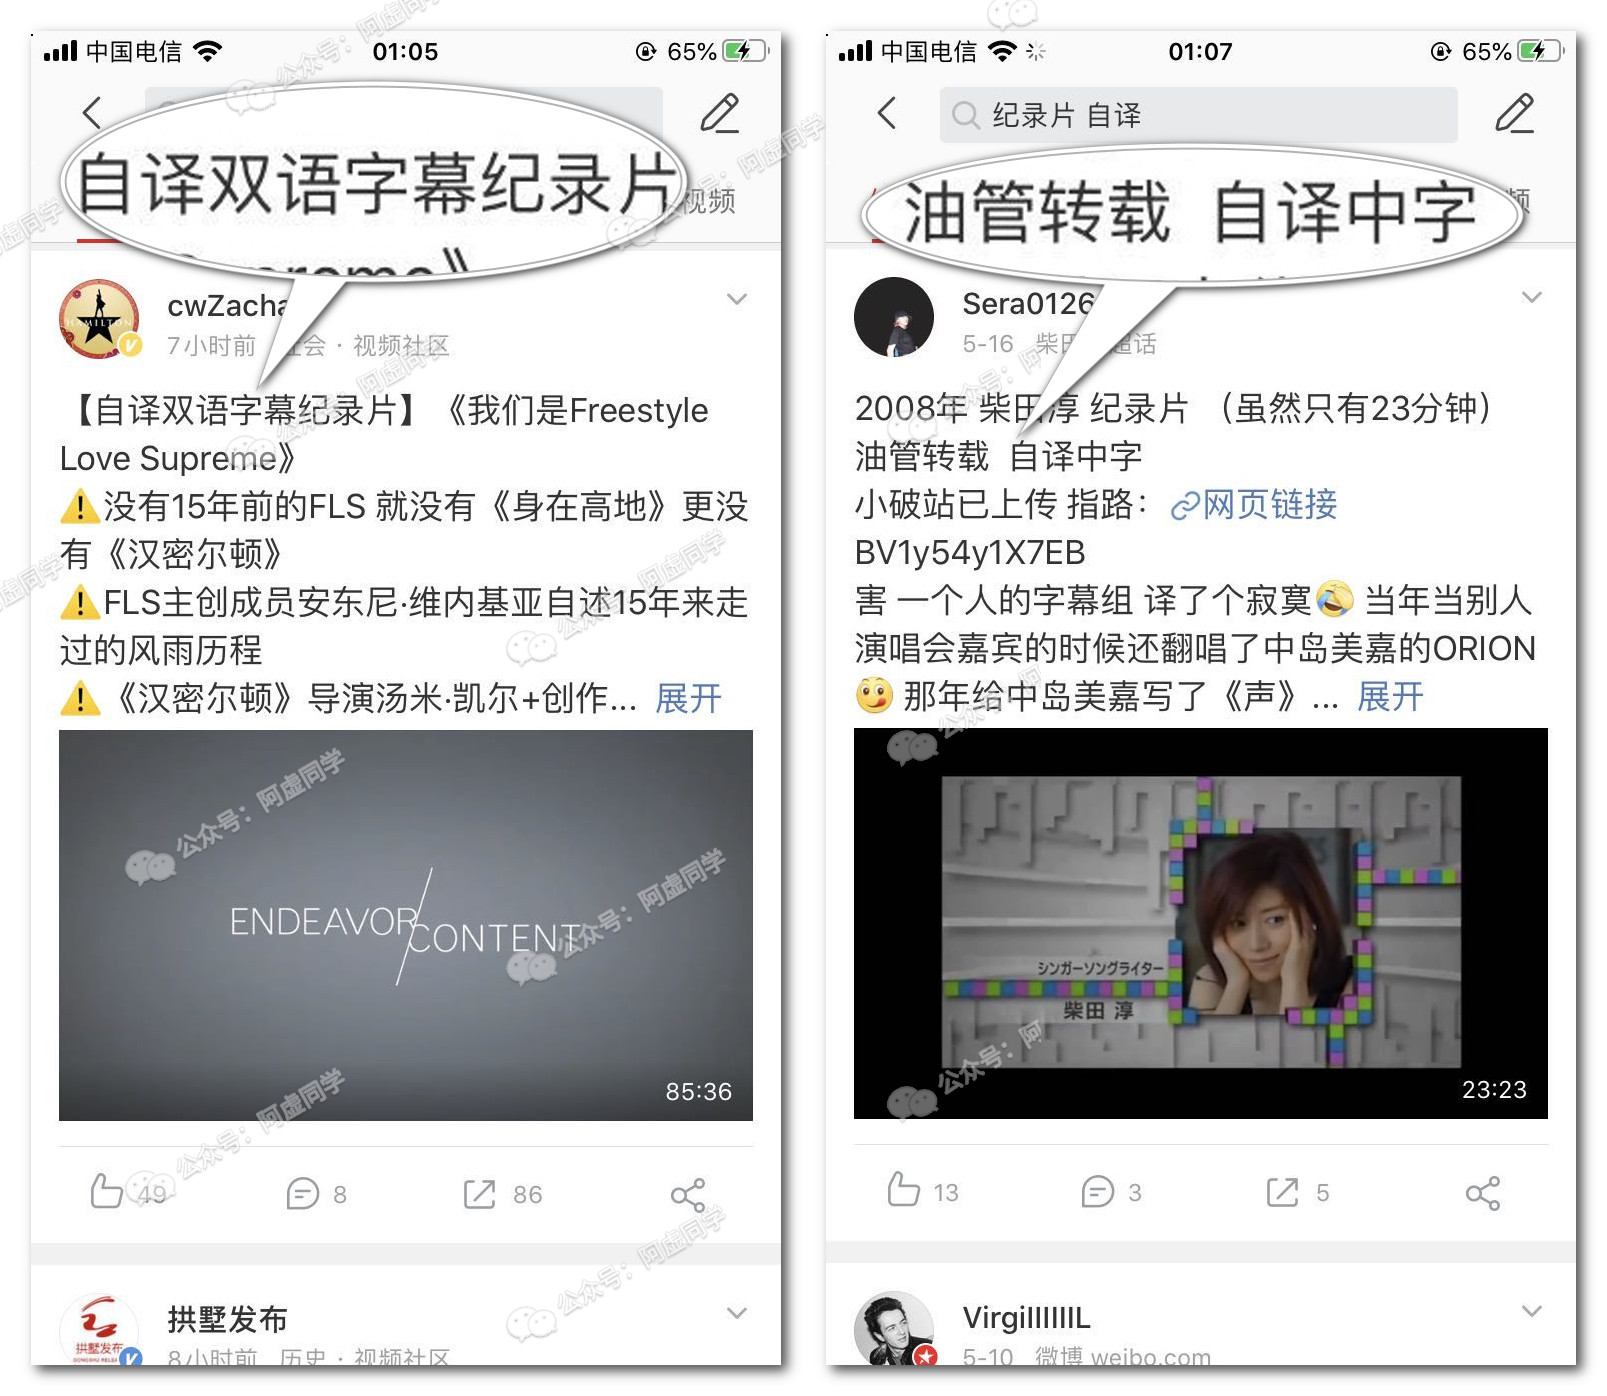 中国电信 01:05 65%
自译双语字幕纪录片
视频
cwZacha
7小时前 社会 · 视频社区
【自译双语字幕纪录片】《我们是Freestyle
Love Supreme》
⚠️没有15年前的FLS 就没有《身在高地》更没
有《汉密尔顿》
⚠️FLS主创成员安东尼·维内基亚自述15年来走
过的风雨历程
⚠️《汉密尔顿》导演汤米·凯尔+创作... 展开
HAMILTON
ENDEAVOR
CONTENT
85:36
49 8 86
拱墅发布
拱墅发布
8小时前 历史 · 视频社区
中国电信 01:07 65%
纪录片 自译
油管转载 自译中字
频
Sera0126
5-16 柴田 超话
2008年 柴田淳 纪录片 （虽然只有23分钟）
油管转载 自译中字
小破站已上传 指路： 网页链接
BV1y54y1X7EB
害 一个人的字幕组 译了个寂寞🤣 当年当别人
演唱会嘉宾的时候还翻唱了中岛美嘉的ORION
😋 那年给中岛美嘉写了《声》... 展开
シンガーソングライター
柴田 淳
23:23
13 3 5
VirgilIIIIIL
5-10 微博 weibo.com
公众号：阿虚同学